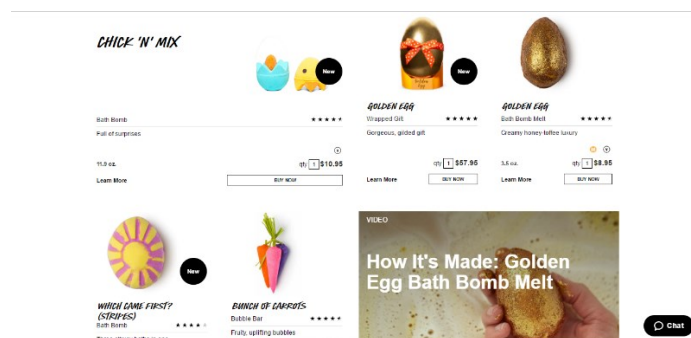 CHICK 'N' MIX
New
Bath Bomb
Full of surprises
11.9 oz.
qty 1 $10.95
Learn More
BUY NOW
New
GOLDEN EGG
Wrapped Gift
Gorgeous, gilded gift
qty 1 $57.95
Learn More
BUY NOW
GOLDEN EGG
Bath Bomb Melt
Creamy honey-toffee luxury
3.5 oz.
qty 1 $8.95
Learn More
BUY NOW
New
WHICH CAME FIRST?
(STRIPES)
Bath Bomb
BUNCH OF CARROTS
Bubble Bar
Fruity, uplifting bubbles
VIDEO
How It's Made: Golden
Egg Bath Bomb Melt
Chat